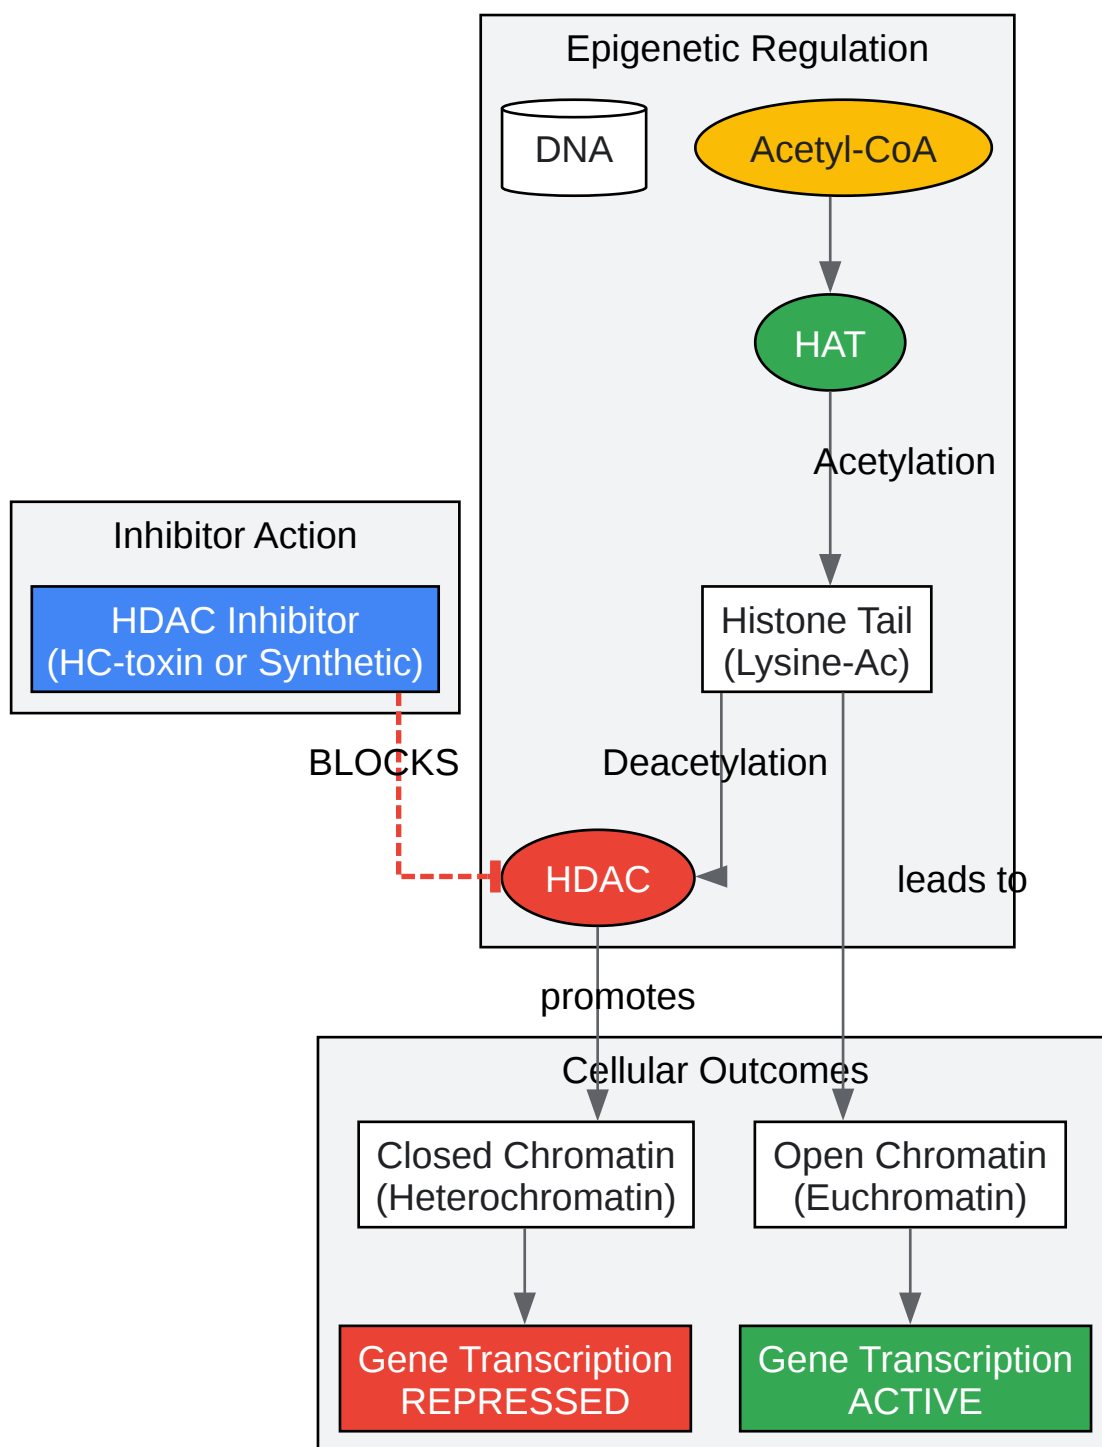 Epigenetic Regulation
DNA
Acetyl-CoA
HAT
Acetylation
Inhibitor Action
HDAC Inhibitor
(HC-toxin or Synthetic)
Histone Tail
(Lysine-Ac)
BLOCKS
Deacetylation
HDAC
leads to
promotes
Cellular Outcomes
Closed Chromatin
(Heterochromatin)
Open Chromatin
(Euchromatin)
Gene Transcription
REPRESSED
Gene Transcription
ACTIVE